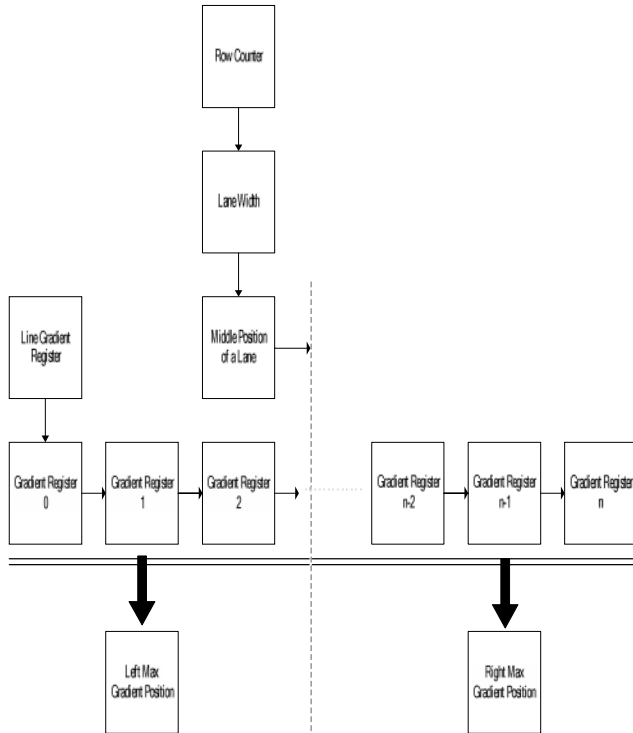 Row Counter
Lane Width
Line Gradient
Register
Middle Position
of a Lane
Gradient Register
0
Gradient Register
1
Gradient Register
2
Gradient Register
n-2
Gradient Register
n-1
Gradient Register
n
Left Max
Gradient Position
Right Max
Gradient Position